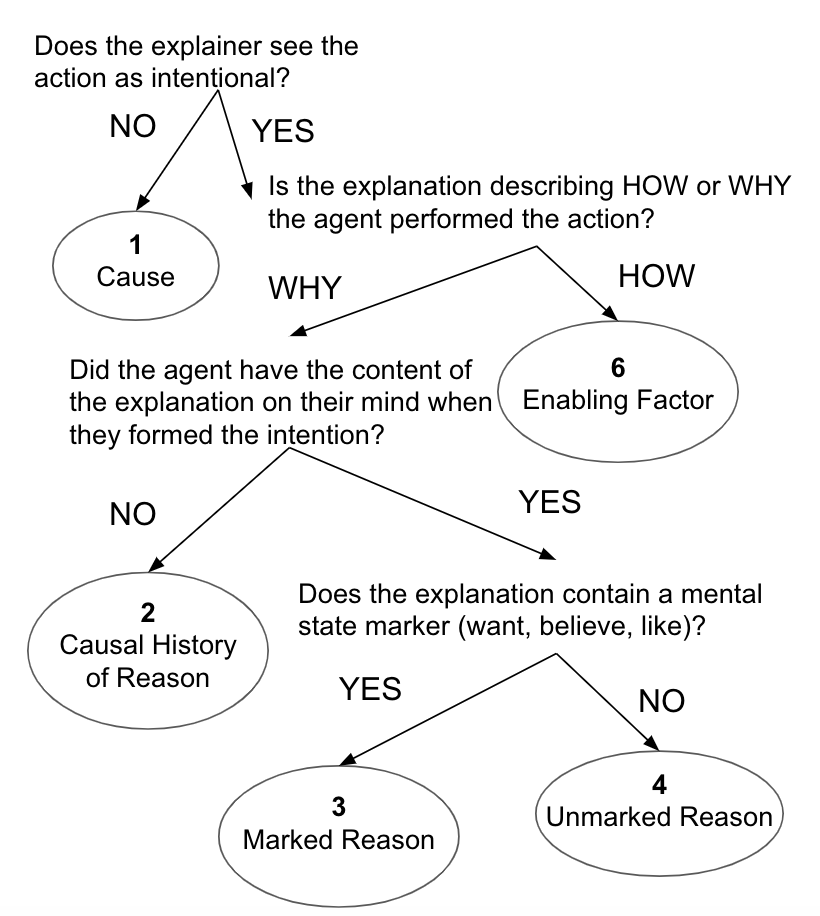 Does the explainer see the
action as intentional?
NO
YES
Is the explanation describing HOW or WHY
the agent performed the action?
1
Cause
WHY
HOW
Did the agent have the content of
the explanation on their mind when
they formed the intention?
6
Enabling Factor
NO
YES
2
Causal History
of Reason
Does the explanation contain a mental
state marker (want, believe, like)?
YES
NO
3
Marked Reason
4
Unmarked Reason